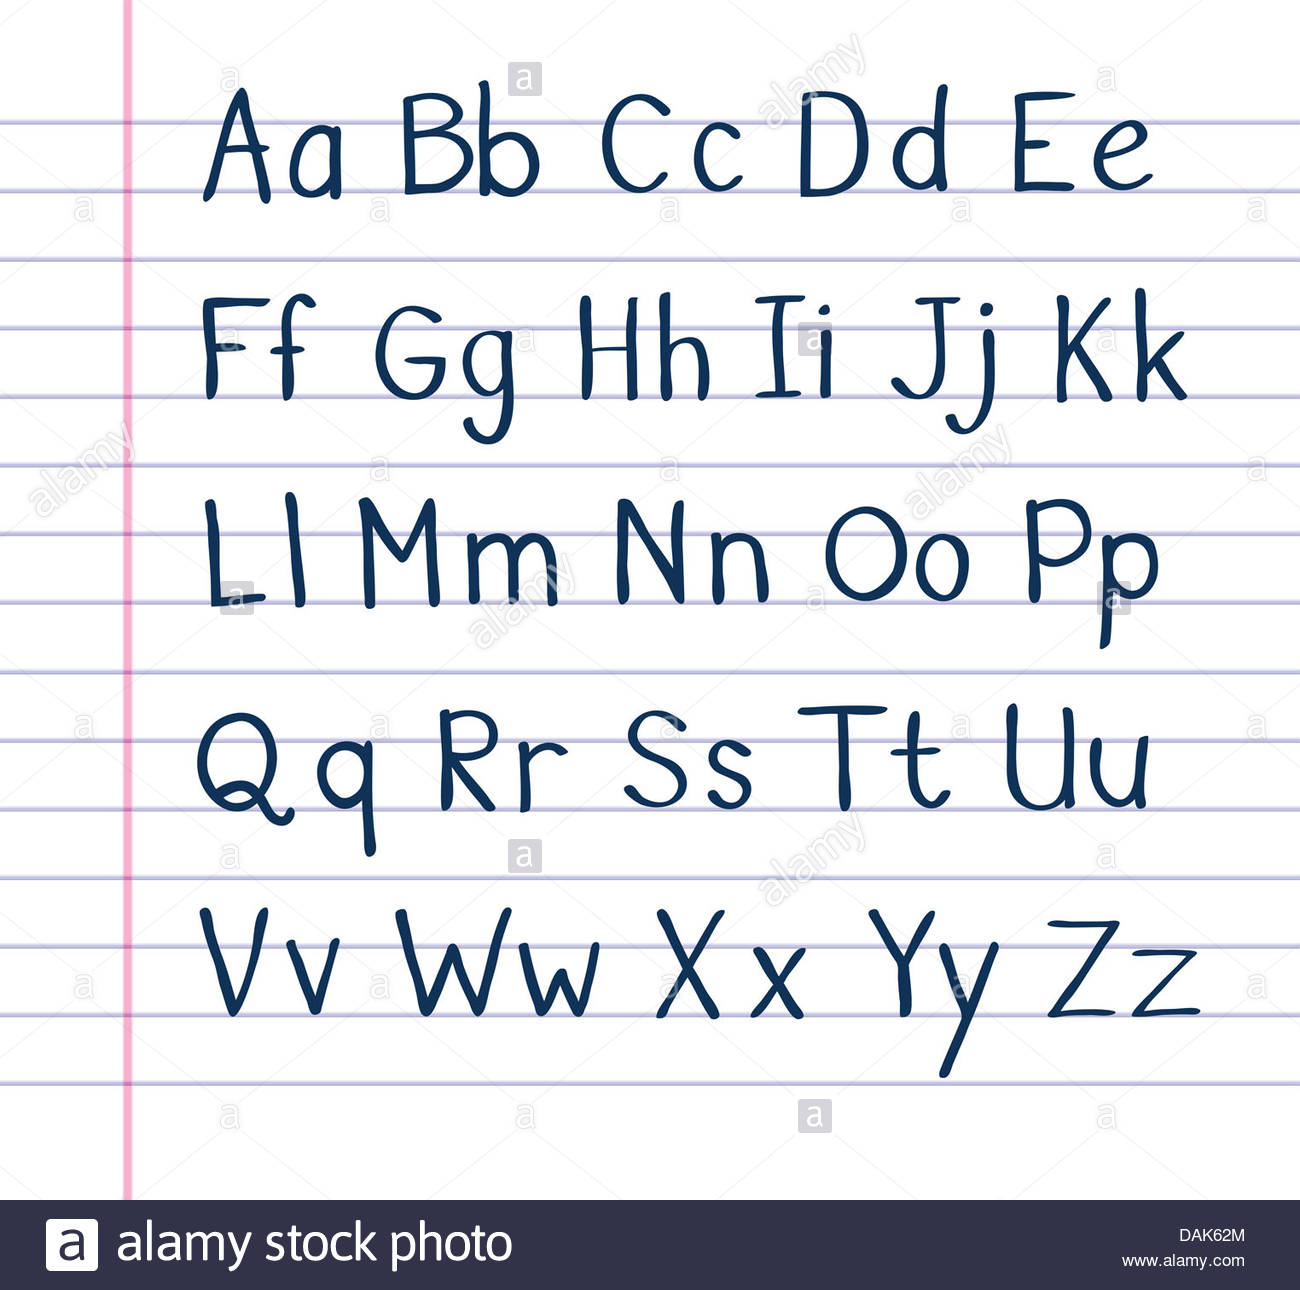 Aa Bb Cc Dd Ee
Ff Gg Hh Ii Jj Kk
Ll Mm Nn Oo Pp
Qq Rr Ss Tt Uu
Vv Ww Xx Yy Zz
a alamy stock photo
DAK62M
www.alamy.com